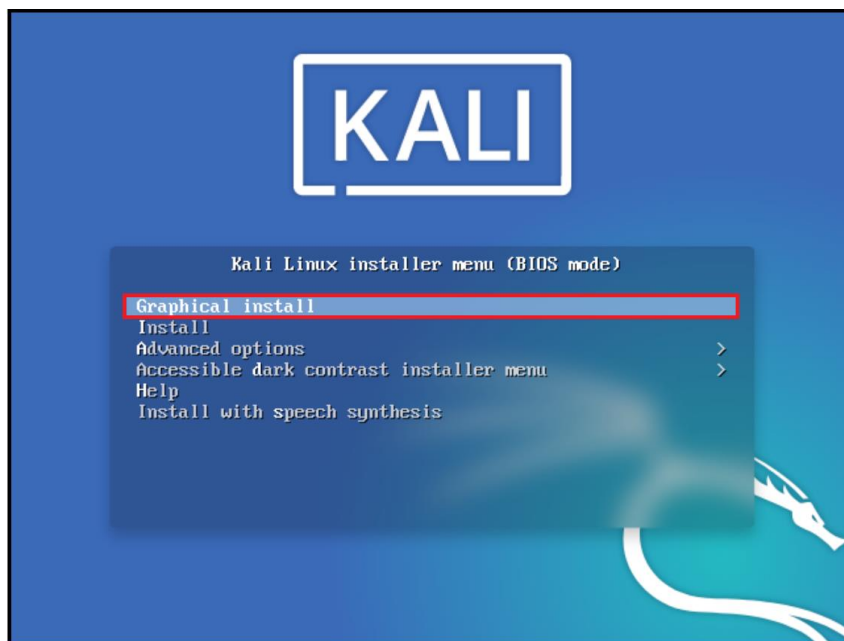 KALI
Kali Linux installer menu (BIOS mode)
Graphical install
Install
Advanced options >
Accessible dark contrast installer menu >
Help
Install with speech synthesis